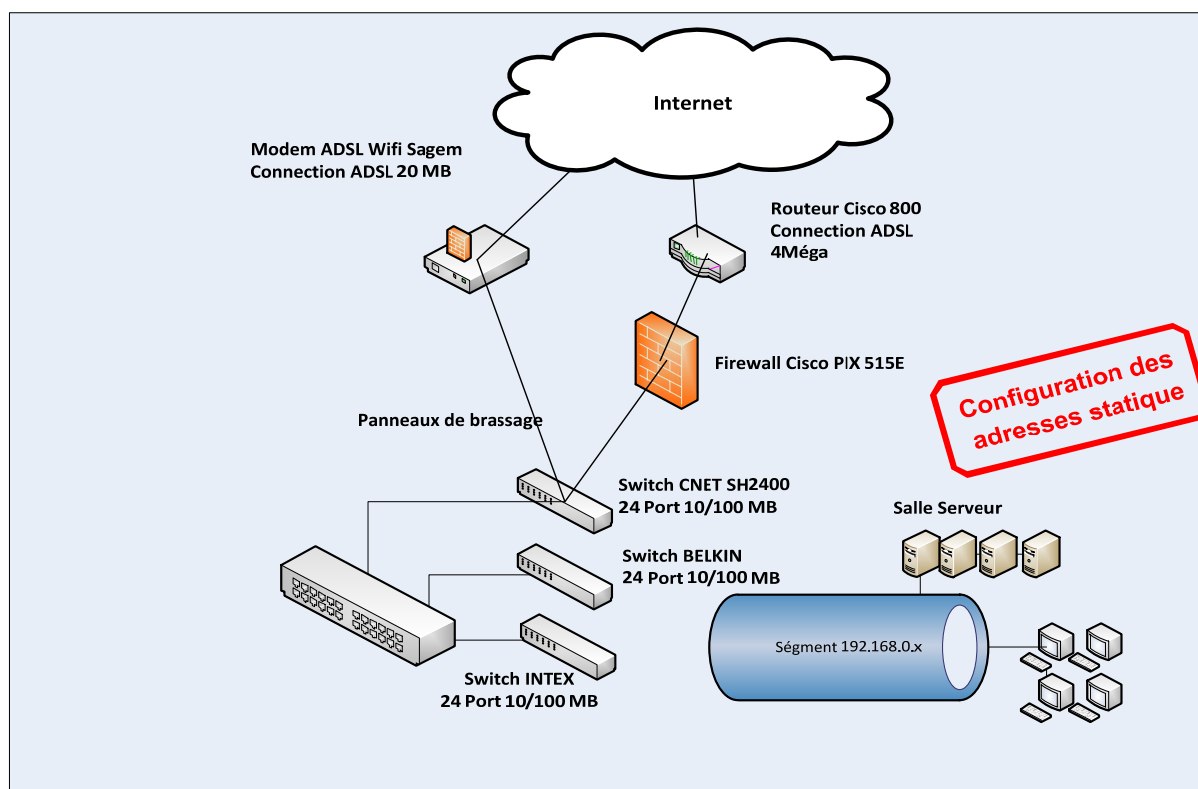 Internet
Modem ADSL Wifi Sagem
Connection ADSL 20 MB
Routeur Cisco 800
Connection ADSL
4Méga
Firewall Cisco PIX 515E
Configuration des
adresses statique
Panneaux de brassage
Switch CNET SH2400
24 Port 10/100 MB
Salle Serveur
Switch BELKIN
24 Port 10/100 MB
Ségment 192.168.0.x
Switch INTEX
24 Port 10/100 MB